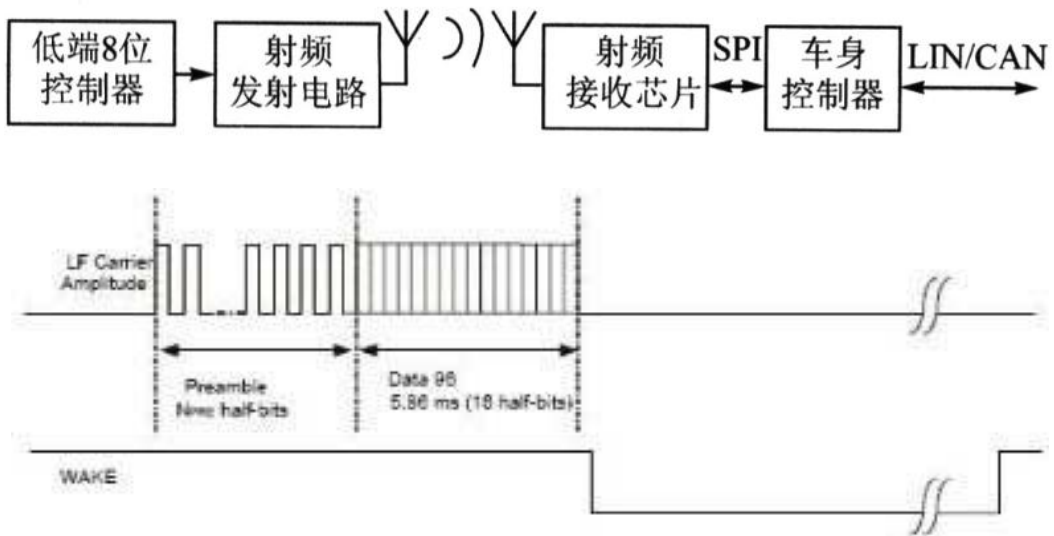 低端8位
控制器
射频
发射电路
射频
接收芯片
SPI
车身
控制器
LIN/CAN
LF Carrier
Amplitude
Preamble
half-bits
Data 96
5.86 ms (18 half-bits)
WAKE